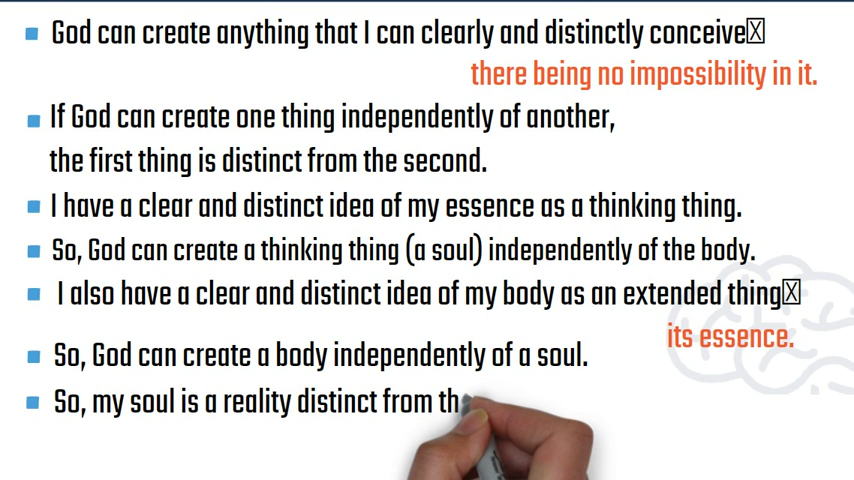 God can create anything that I can clearly and distinctly conceive
there being no impossibility in it.
If God can create one thing independently of another,
the first thing is distinct from the second.
I have a clear and distinct idea of my essence as a thinking thing.
So, God can create a thinking thing (a soul) independently of the body.
I also have a clear and distinct idea of my body as an extended thing
its essence.
So, God can create a body independently of a soul.
So, my soul is a reality distinct from th